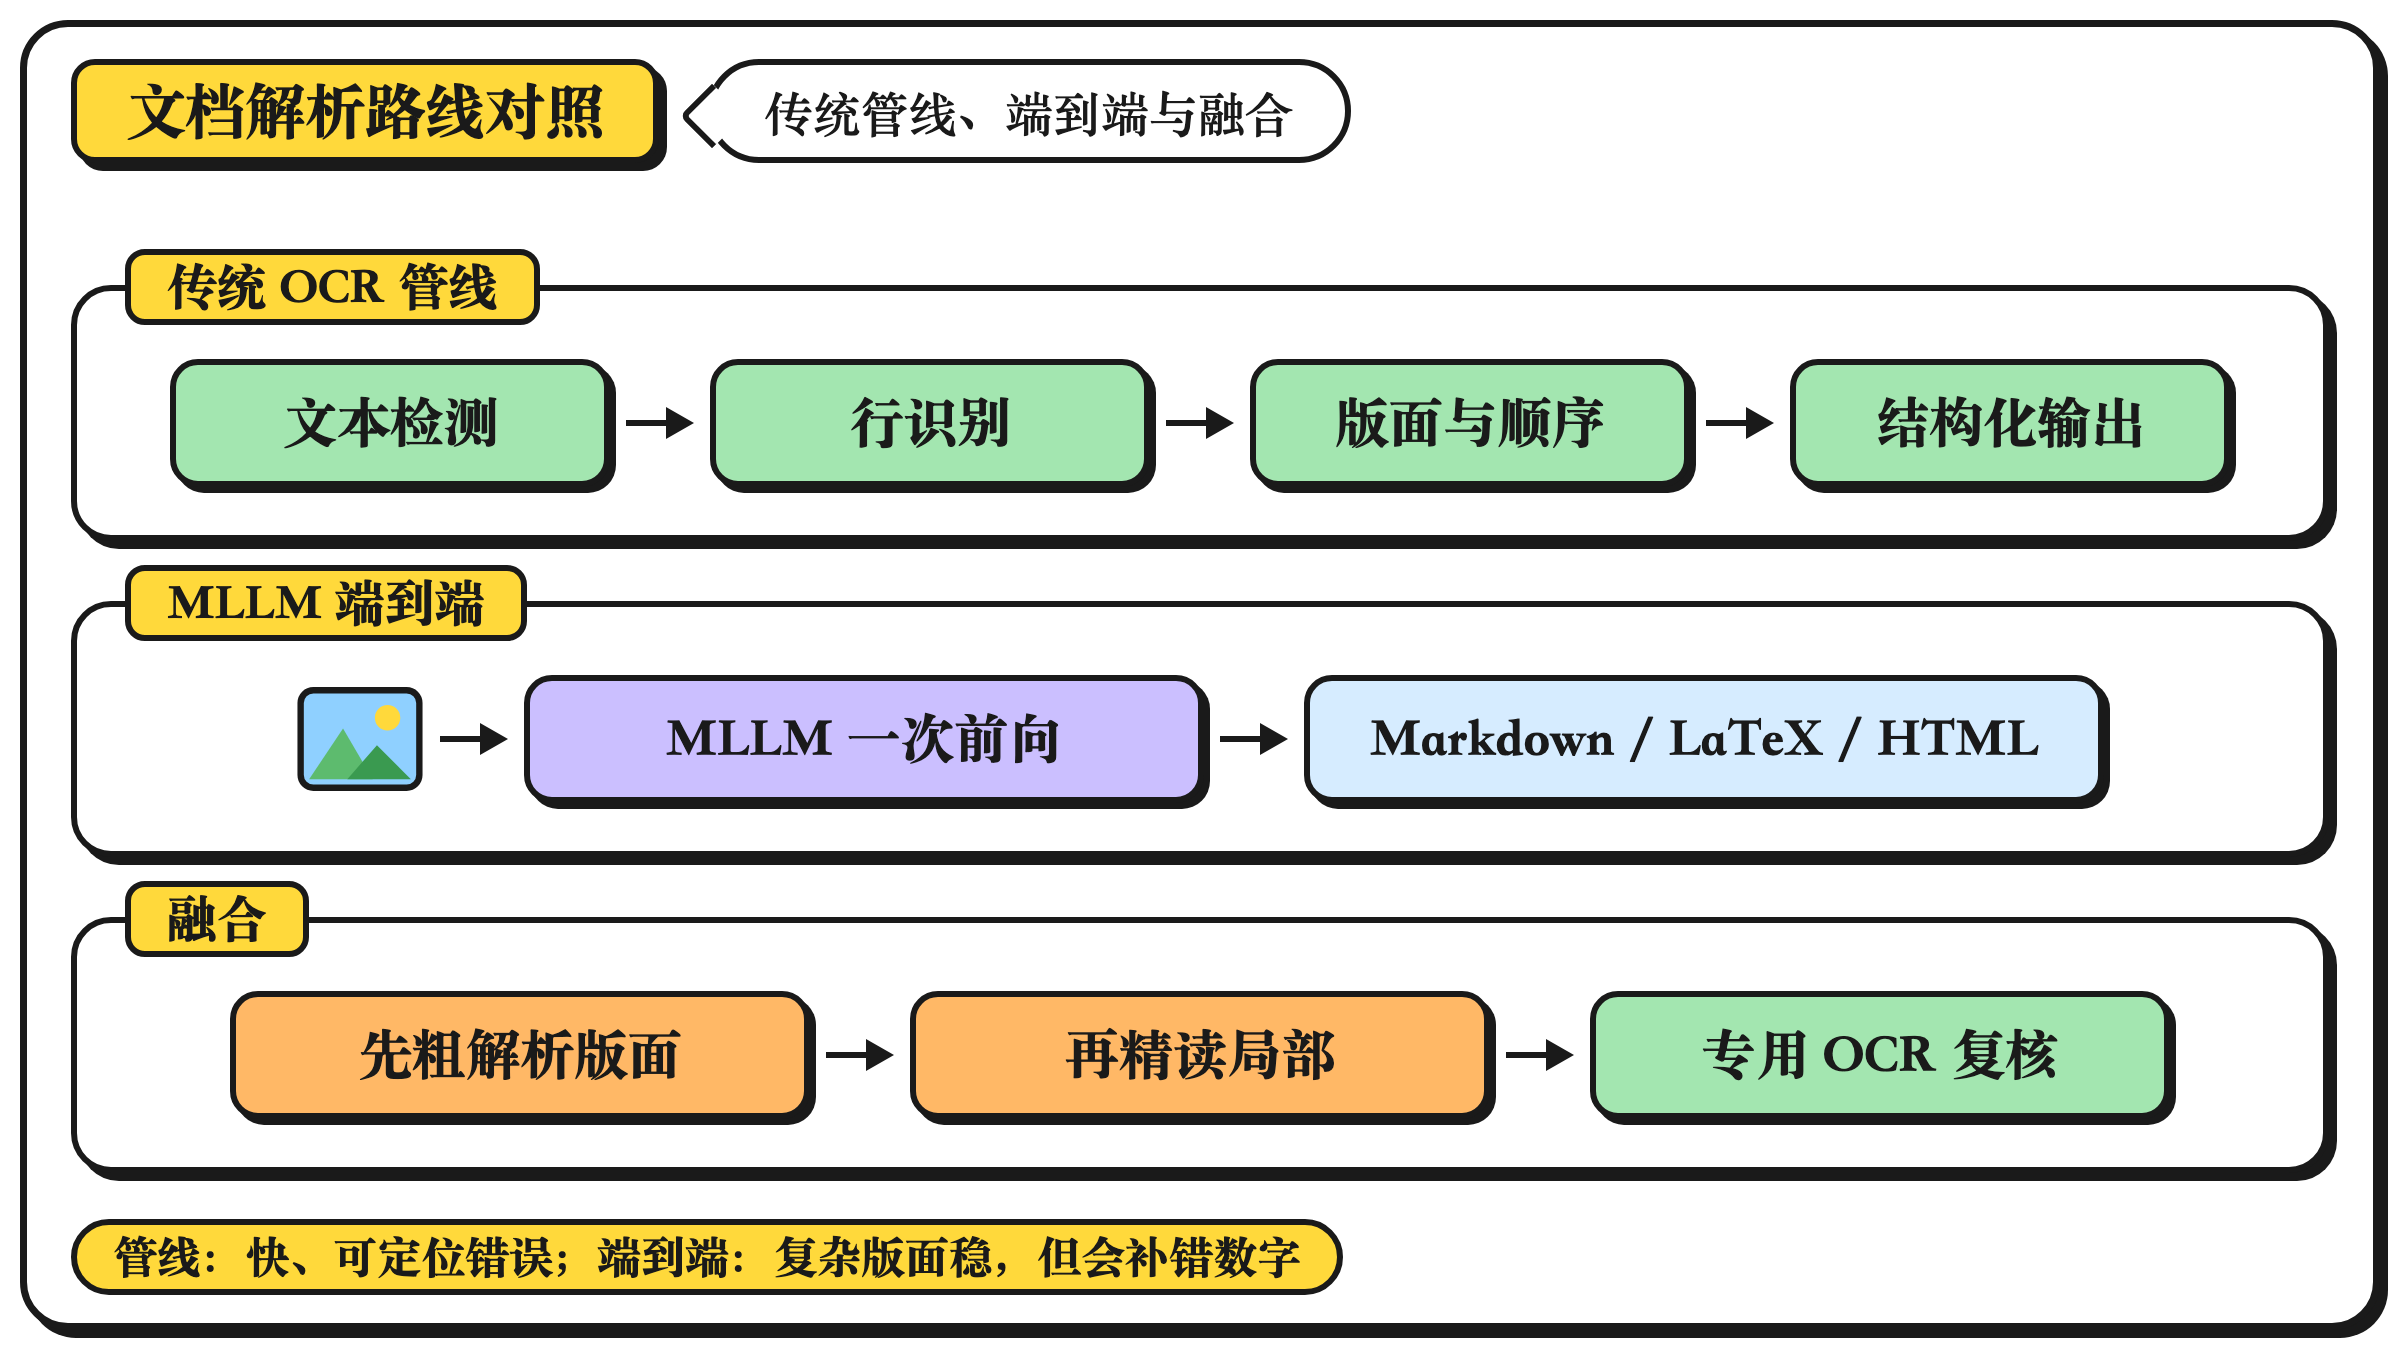 文档解析路线对照
传统管线、端到端与融合
传统 OCR 管线
文本检测
行识别
版面与顺序
结构化输出
MLLM 端到端
MLLM 一次前向
Markdown / LaTeX / HTML
融合
先粗解析版面
再精读局部
专用 OCR 复核
管线：快、可定位错误；端到端：复杂版面稳，但会补错数字